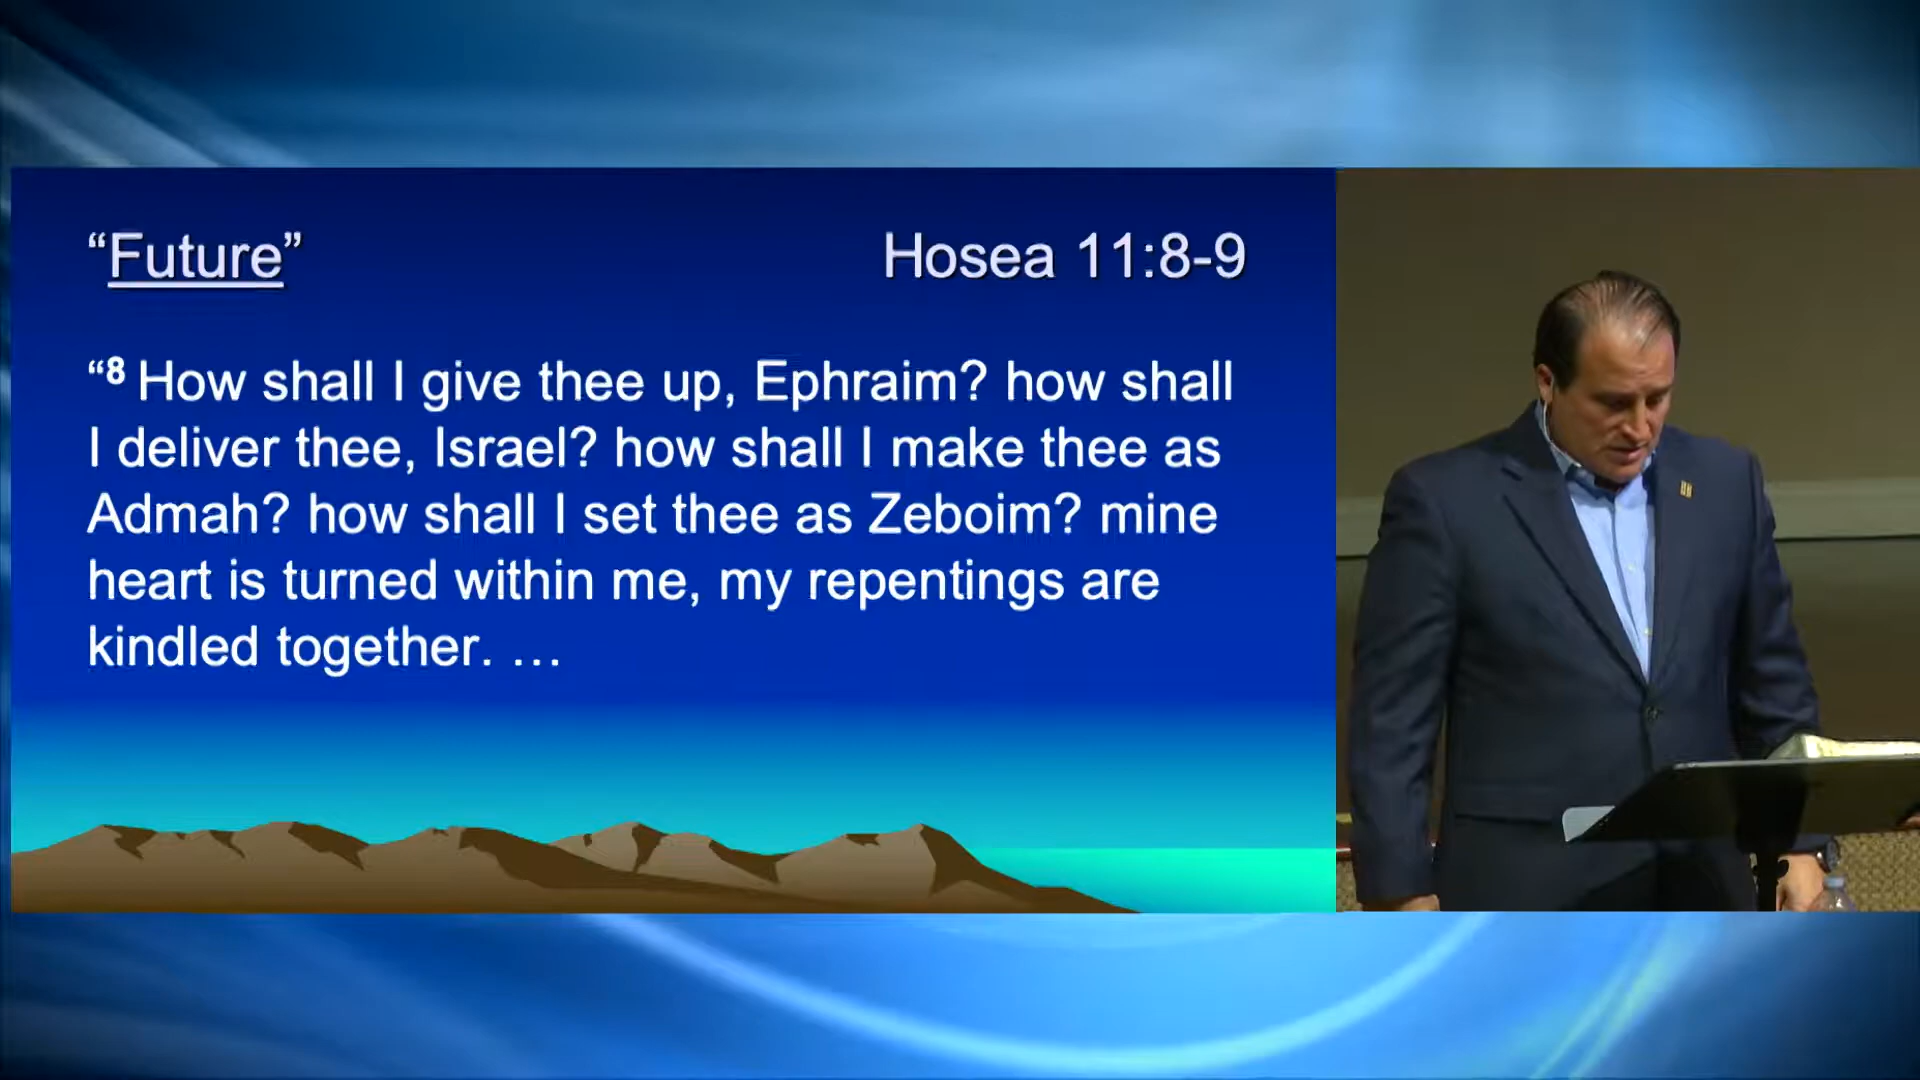 “Future” Hosea 11:8-9
“8 How shall I give thee up, Ephraim? how shall
I deliver thee, Israel? how shall I make thee as
Admah? how shall I set thee as Zeboim? mine
heart is turned within me, my repentings are
kindled together. …